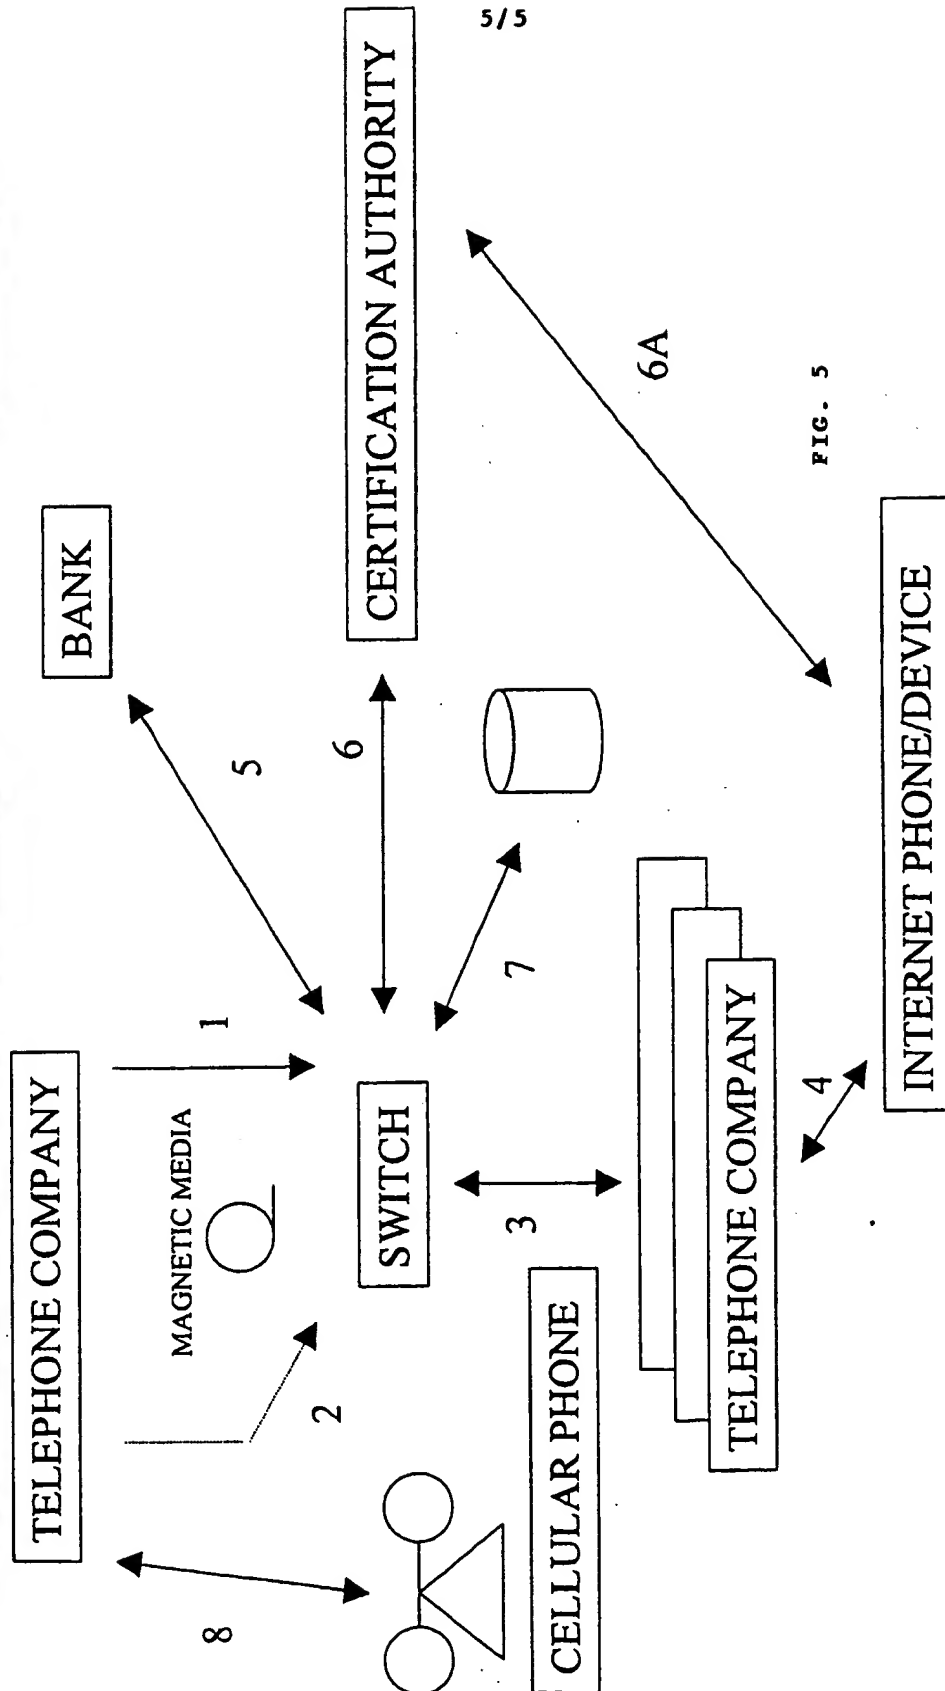 5/5
TELEPHONE COMPANY
BANK
8
2
MAGNETIC MEDIA
1
5
CELLULAR PHONE
SWITCH
6
CERTIFICATION AUTHORITY
3
7
TELEPHONE COMPANY
4
6A
INTERNET PHONE/DEVICE
FIG. 5